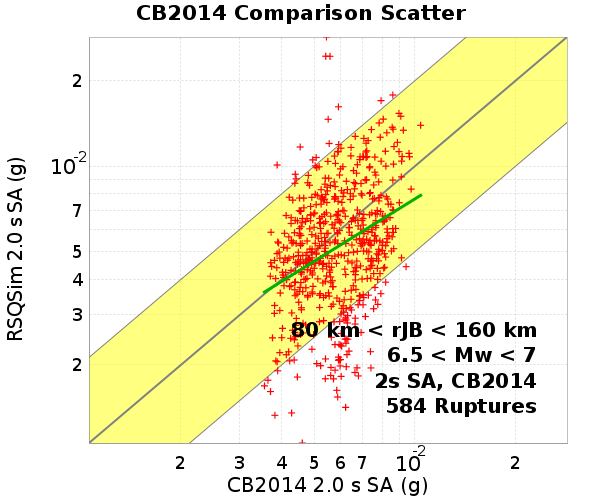 CB2014 Comparison Scatter
RSQSim 2.0 s SA (g)
2
10-2
7
5
4
3
2
80 km < rJB < 160 km
6.5 < Mw < 7
2s SA, CB2014
584 Ruptures
2 3 4 5 6 7 10-2 2
CB2014 2.0 s SA (g)